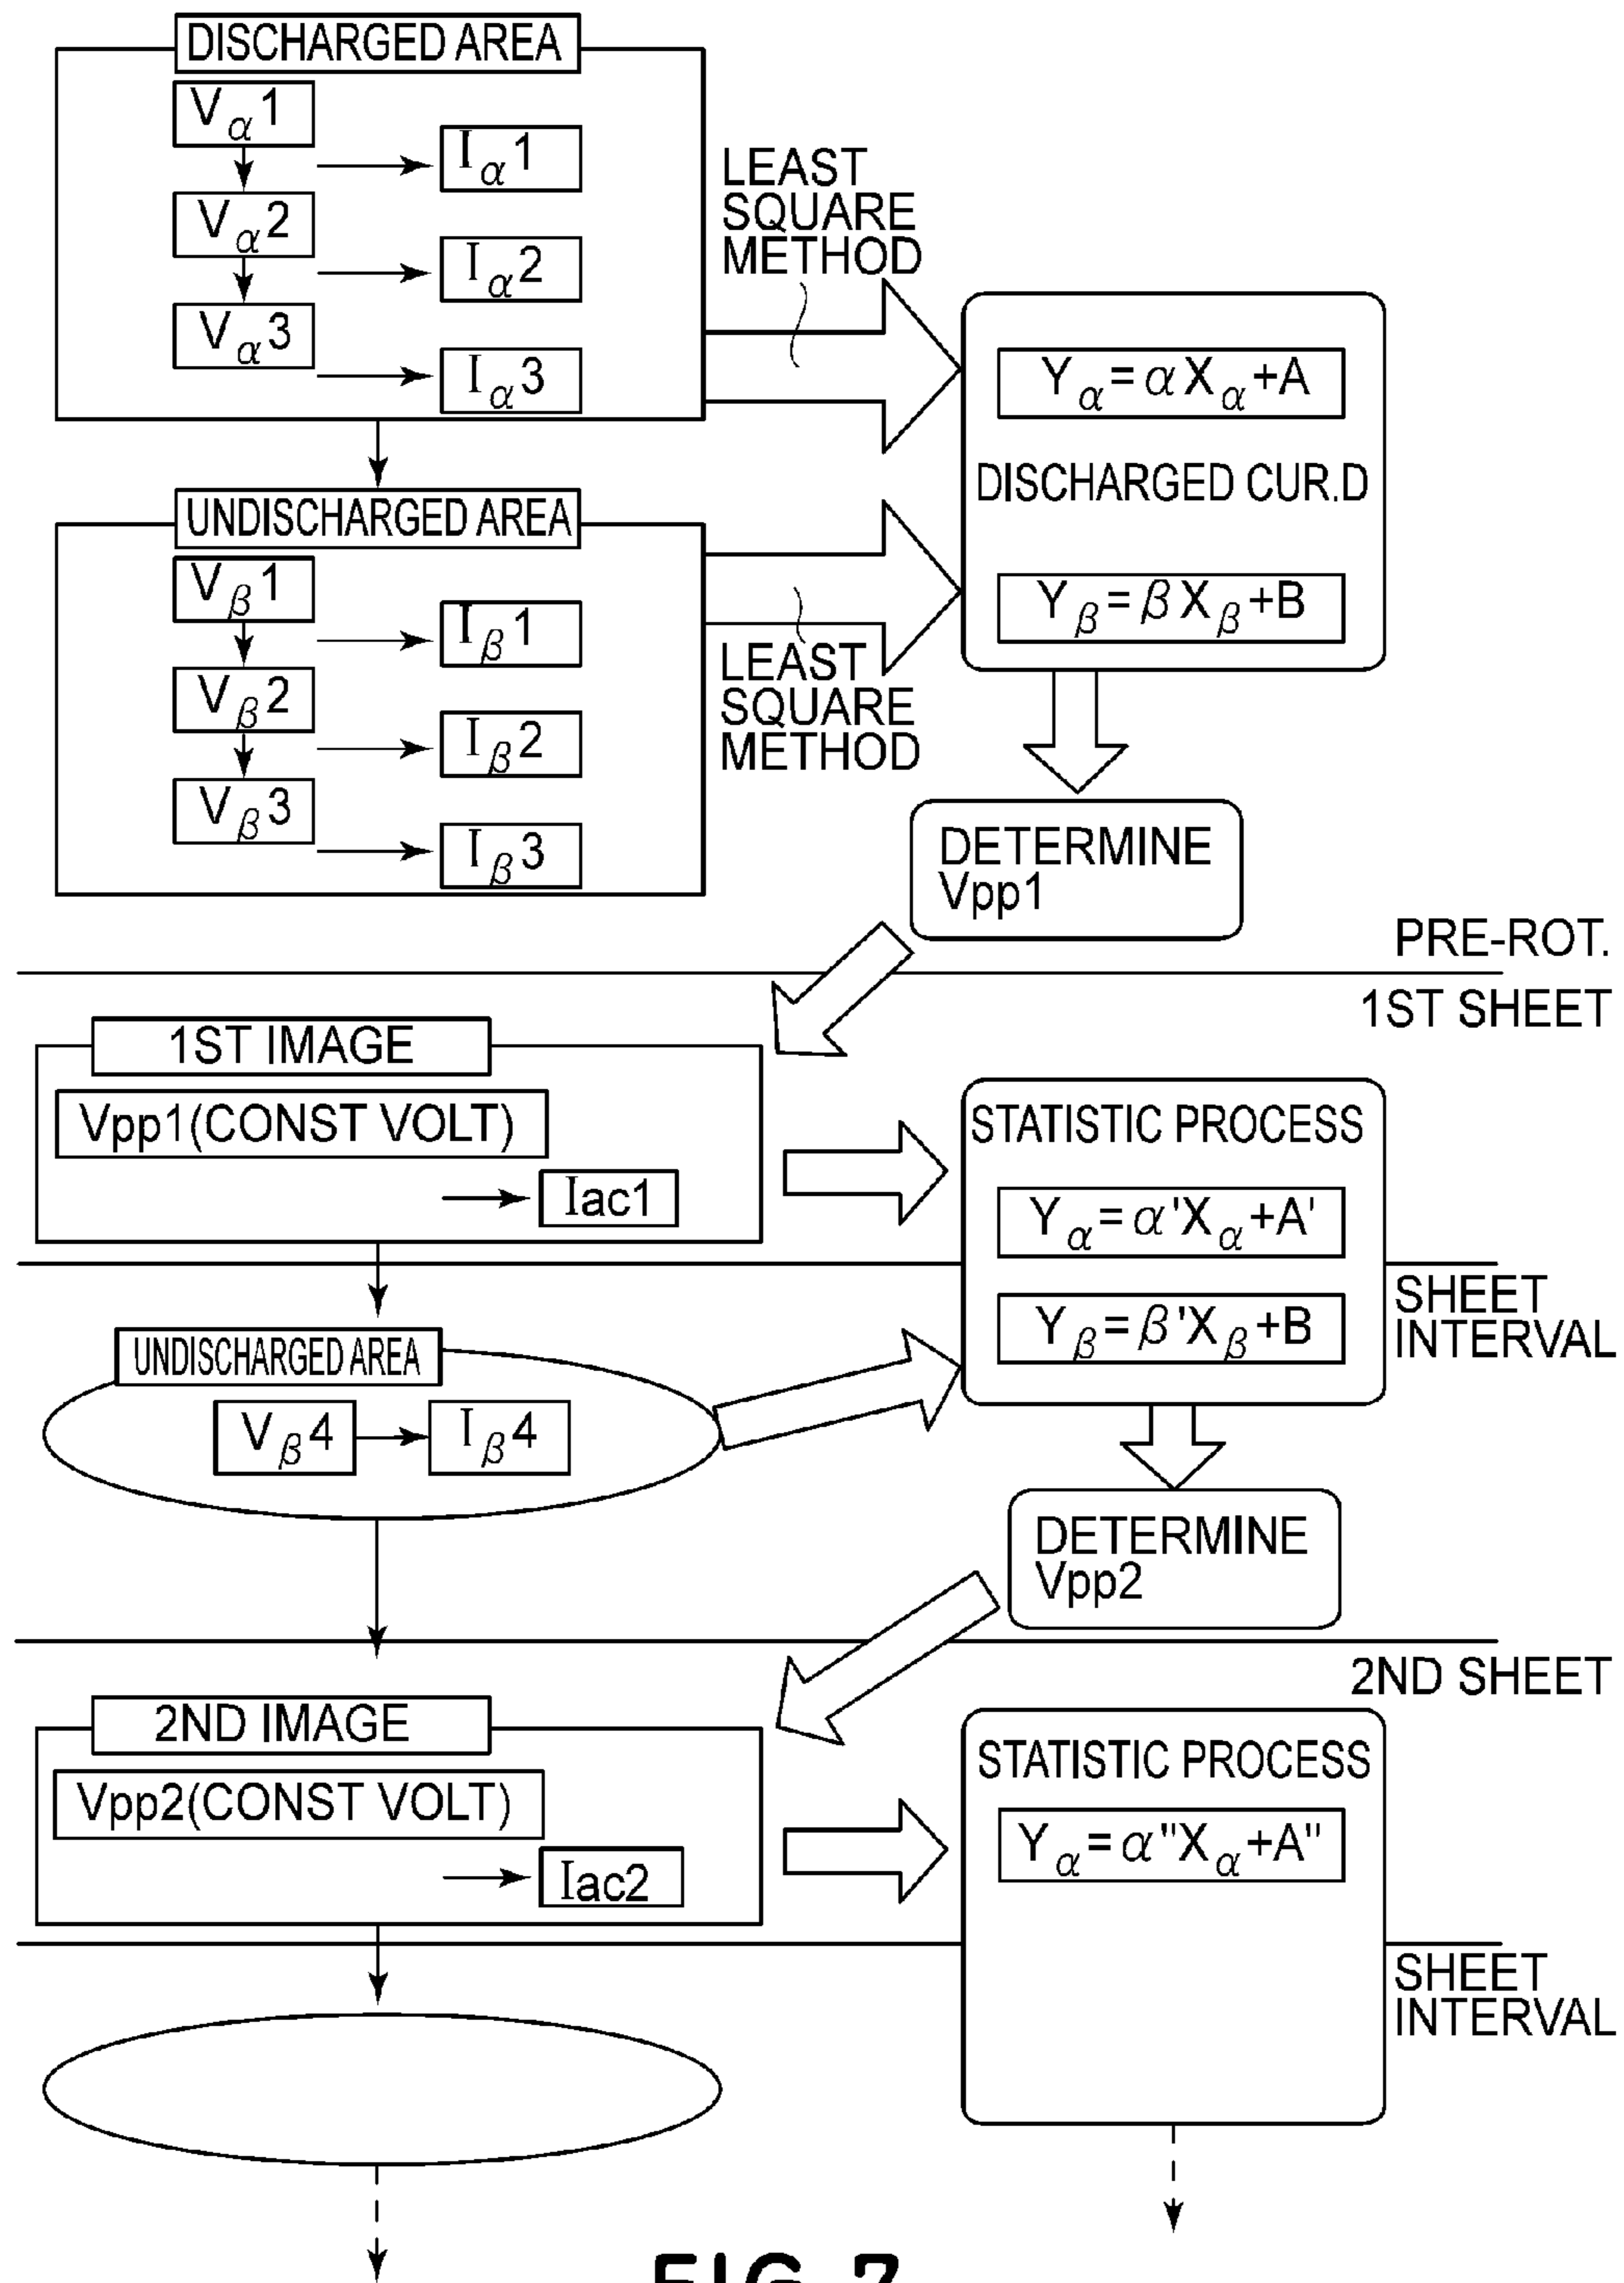 DISCHARGED AREA
Vα1
Iα1
Vα2
Iα2
Vα3
Iα3
LEAST
SQUARE
METHOD
Yα=αXα+A
DISCHARGED CUR.D
Yβ=βXβ+B
UNDISCHARGED AREA
Vβ1
Iβ1
Vβ2
Iβ2
Vβ3
Iβ3
LEAST
SQUARE
METHOD
DETERMINE
Vpp1
PRE-ROT.
1ST SHEET
1ST IMAGE
Vpp1(CONST VOLT)
Iac1
STATISTIC PROCESS
Yα=α'Xα+A'
Yβ=β'Xβ+B
SHEET
INTERVAL
UNDISCHARGED AREA
Vβ4
Iβ4
DETERMINE
Vpp2
2ND SHEET
2ND IMAGE
Vpp2(CONST VOLT)
Iac2
STATISTIC PROCESS
Yα=α"Xα+A"
SHEET
INTERVAL